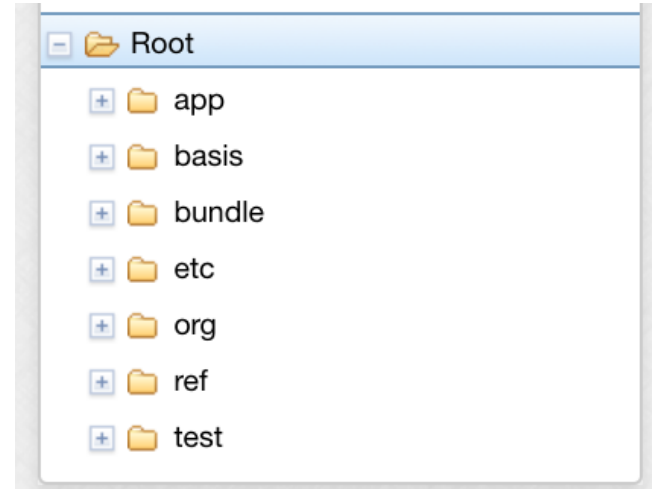 Root
app
basis
bundle
etc
org
ref
test